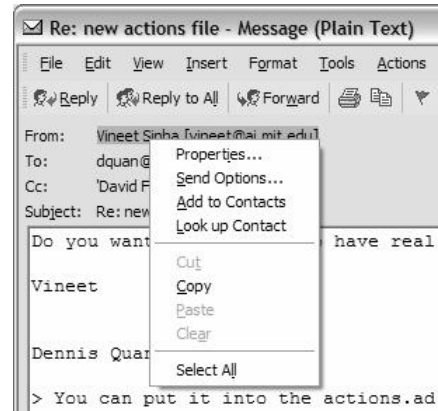 Re: new actions file - Message (Plain Text)
File Edit View Insert Format Tools Actions
Reply Reply to All Forward
From: Vineet Sinha [vineet@ai.mit.edu]
To: dquan@
Cc: 'David F
Subject: Re: new
Properties...
Send Options...
Add to Contacts
Look up Contact
Cut
Copy
Paste
Clear
Select All
Do you want have real
Vineet
Dennis Quan
> You can put it into the actions.ad